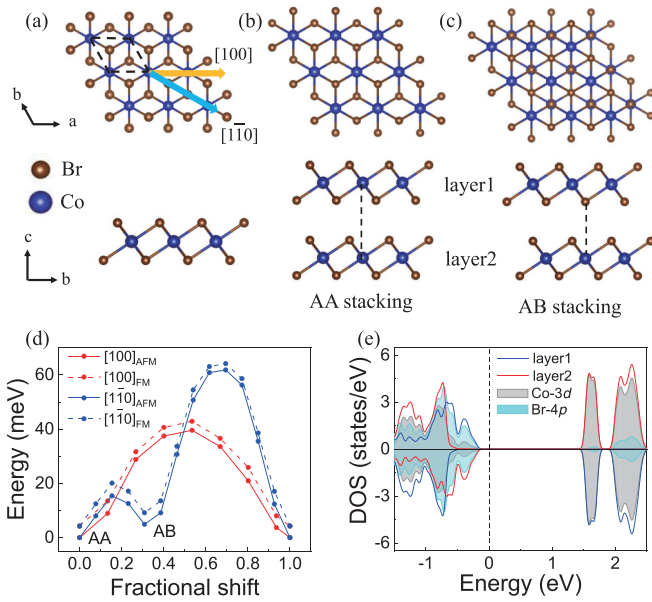 (a)
[100]
[11̄0]
b
a
Br
Co
c
b
(b)
(c)
layer1
layer2
AA stacking
AB stacking
(d)
[100]AFM
[100]FM
[11̄0]AFM
[11̄0]FM
60
40
20
0
Energy (meV)
AA
AB
0.0 0.2 0.4 0.6 0.8 1.0
Fractional shift
(e)
layer1
layer2
Co-3d
Br-4p
6
3
0
-3
-6
DOS (states/eV)
-1 0 1 2
Energy (eV)